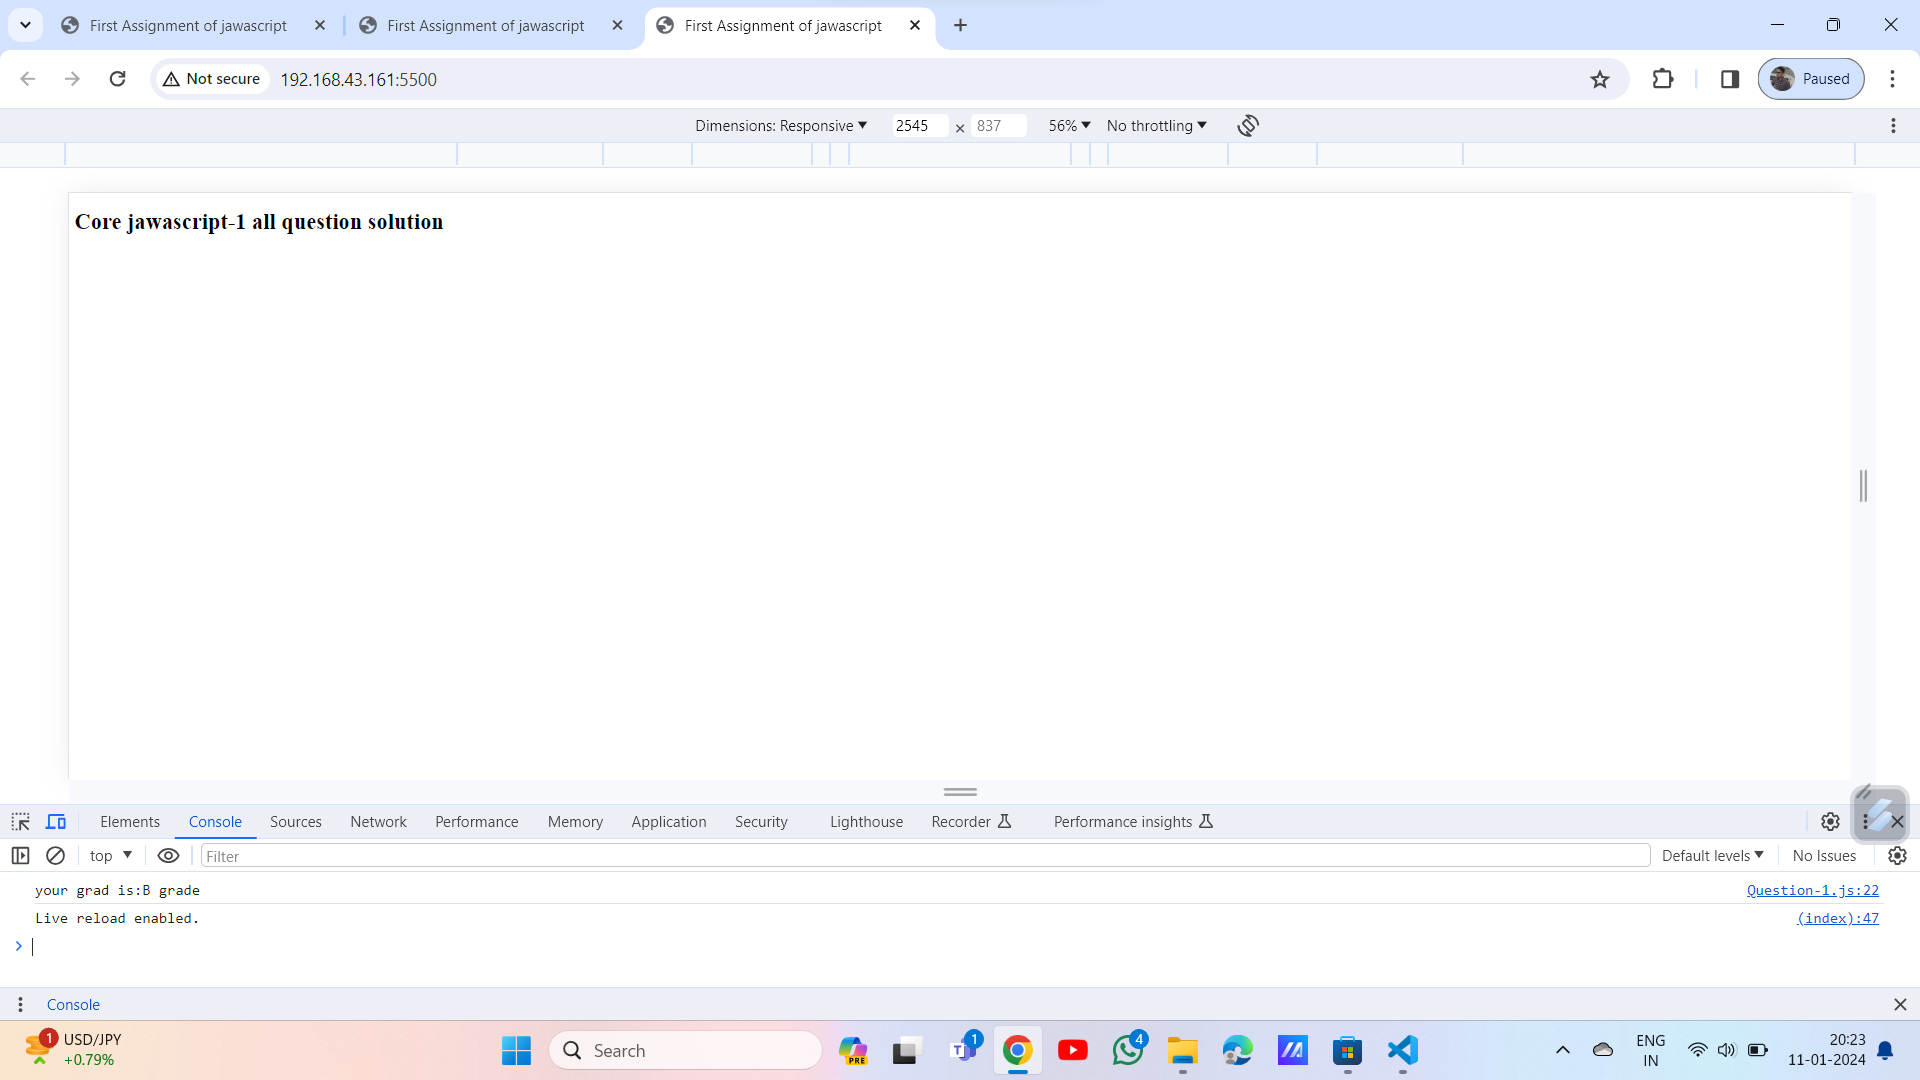 First Assignment of jawascript
First Assignment of jawascript
First Assignment of jawascript
Not secure
192.168.43.161:5500
Paused
Dimensions: Responsive
2545
×
837
56%
No throttling
Core jawascript-1 all question solution
Elements
Console
Sources
Network
Performance
Memory
Application
Security
Lighthouse
Recorder
Performance insights
top
Filter
Default levels
No Issues
your grad is:B grade
Question-1.js:22
Live reload enabled.
(index):47
Console
1
USD/JPY
+0.79%
Search
PRE
T
1
4
ENG
IN
20:23
11-01-2024